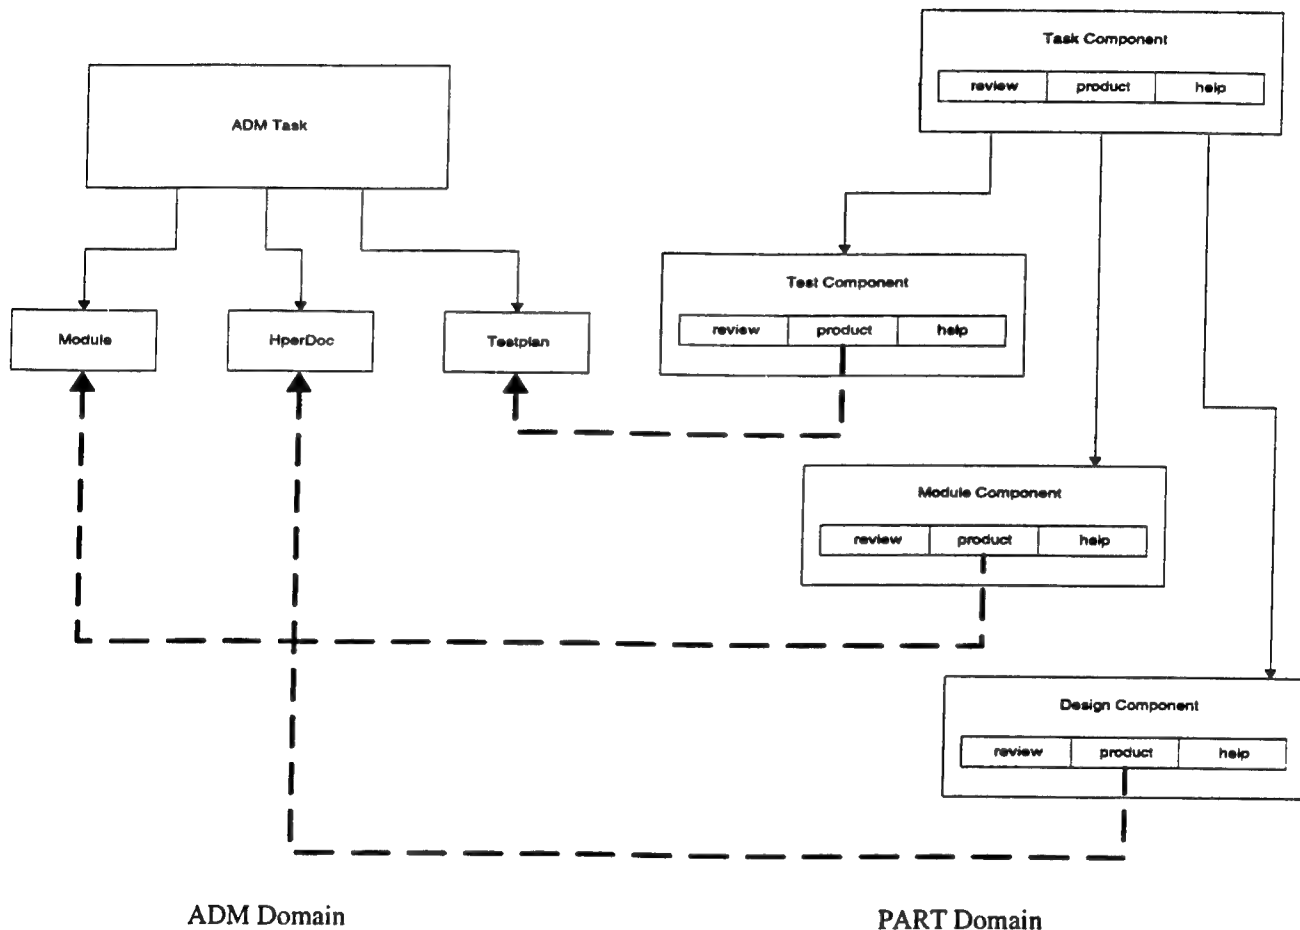 Task Component
review product help
ADM Task
Test Component
review product help
Module
HperDoc
Testplan
Module Component
review product help
Design Component
review product help
ADM Domain
PART Domain